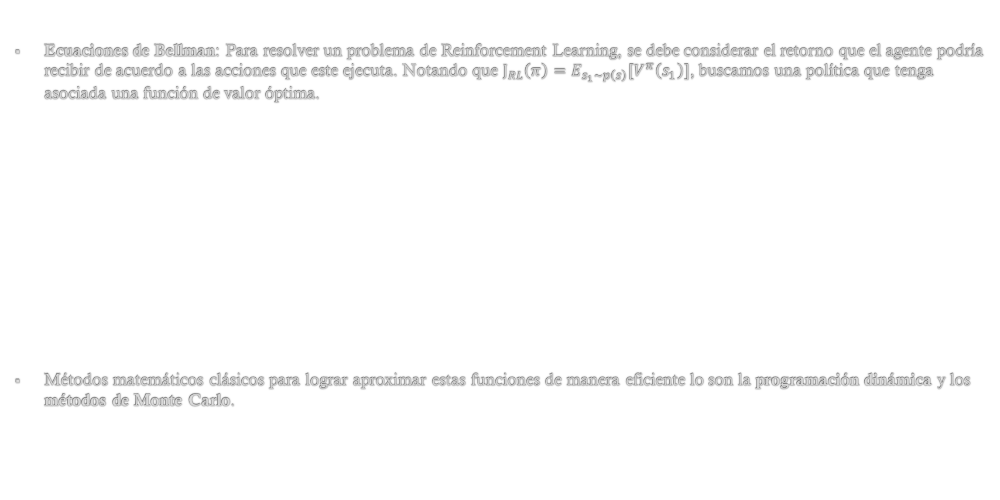 ▪ Ecuaciones de Bellman: Para resolver un problema de Reinforcement Learning, se debe considerar el retorno que el agente podría
recibir de acuerdo a las acciones que este ejecuta. Notando que J_{RL}(π) = E_{s_1~p(s)}[V^π(s_1)], buscamos una política que tenga
asociada una función de valor óptima.
▪ Métodos matemáticos clásicos para lograr aproximar estas funciones de manera eficiente lo son la programación dinámica y los
métodos de Monte Carlo.